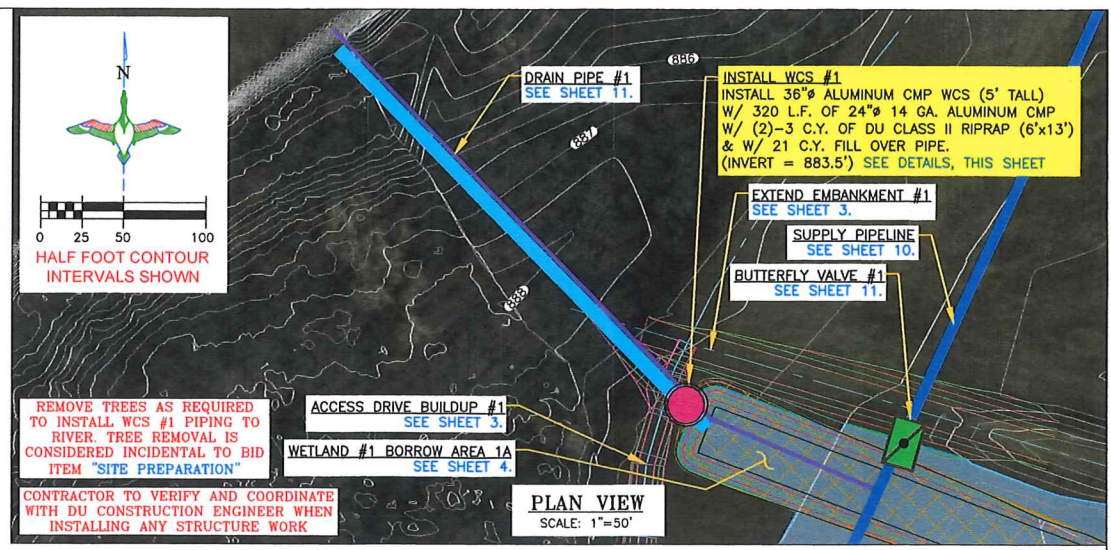 N
0 25 50 100
HALF FOOT CONTOUR
INTERVALS SHOWN
886
887
888
DRAIN PIPE #1
SEE SHEET 11.
INSTALL WCS #1
INSTALL 36"ø ALUMINUM CMP WCS (5' TALL)
W/ 320 L.F. OF 24"ø 14 GA. ALUMINUM CMP
W/ (2)-3 C.Y. OF DU CLASS II RIPRAP (6'x13')
& W/ 21 C.Y. FILL OVER PIPE.
(INVERT = 883.5') SEE DETAILS, THIS SHEET
EXTEND EMBANKMENT #1
SEE SHEET 3.
SUPPLY PIPELINE
SEE SHEET 10.
BUTTERFLY VALVE #1
SEE SHEET 11.
ACCESS DRIVE BUILDUP #1
SEE SHEET 3.
WETLAND #1 BORROW AREA 1A
SEE SHEET 4.
REMOVE TREES AS REQUIRED
TO INSTALL WCS #1 PIPING TO
RIVER. TREE REMOVAL IS
CONSIDERED INCIDENTAL TO BID
ITEM "SITE PREPARATION"
CONTRACTOR TO VERIFY AND COORDINATE
WITH DU CONSTRUCTION ENGINEER WHEN
INSTALLING ANY STRUCTURE WORK
PLAN VIEW
SCALE: 1"=50'